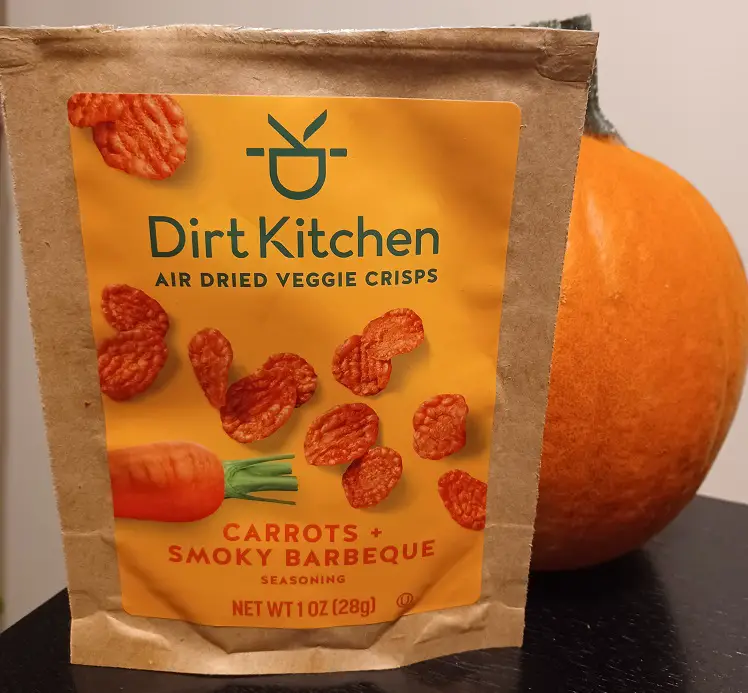 Dirt Kitchen
AIR DRIED VEGGIE CRISPS
CARROTS +
SMOKY BARBEQUE
SEASONING
NET WT 1 OZ (28g) U